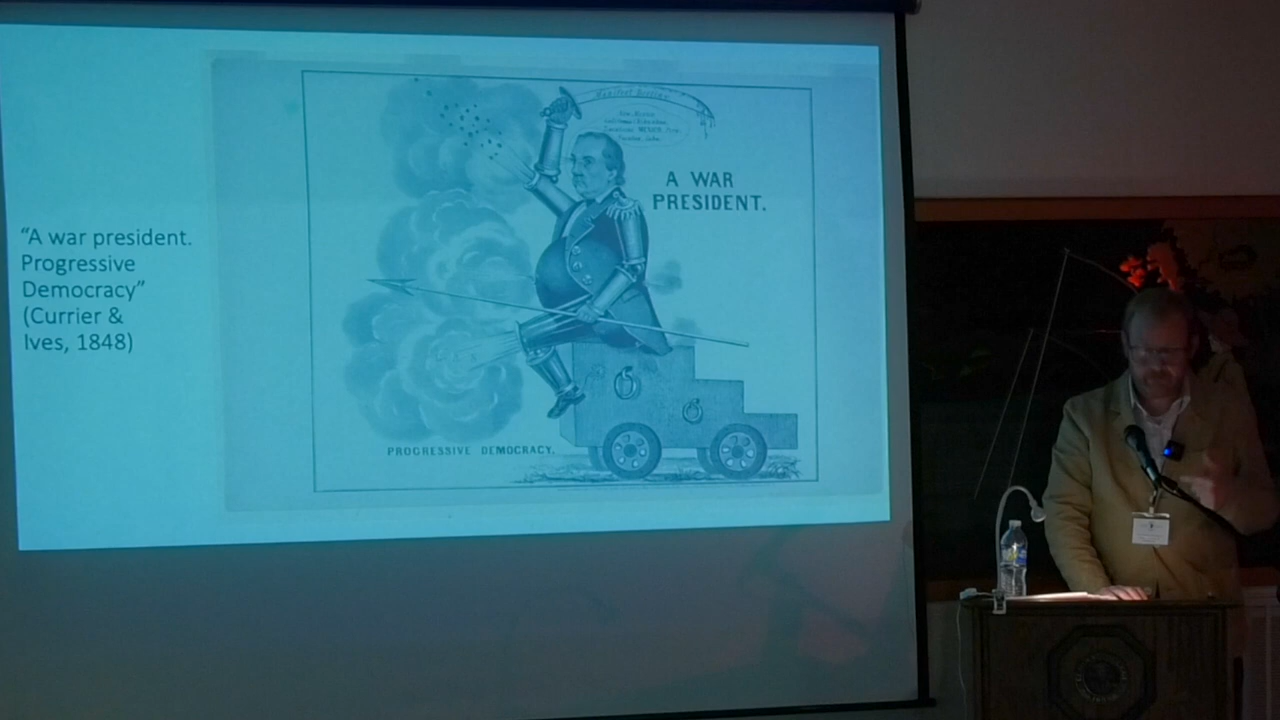 “A war president.
Progressive
Democracy”
(Currier &
Ives, 1848)
Manifest Destiny.
A WAR
PRESIDENT.
PROGRESSIVE DEMOCRACY.